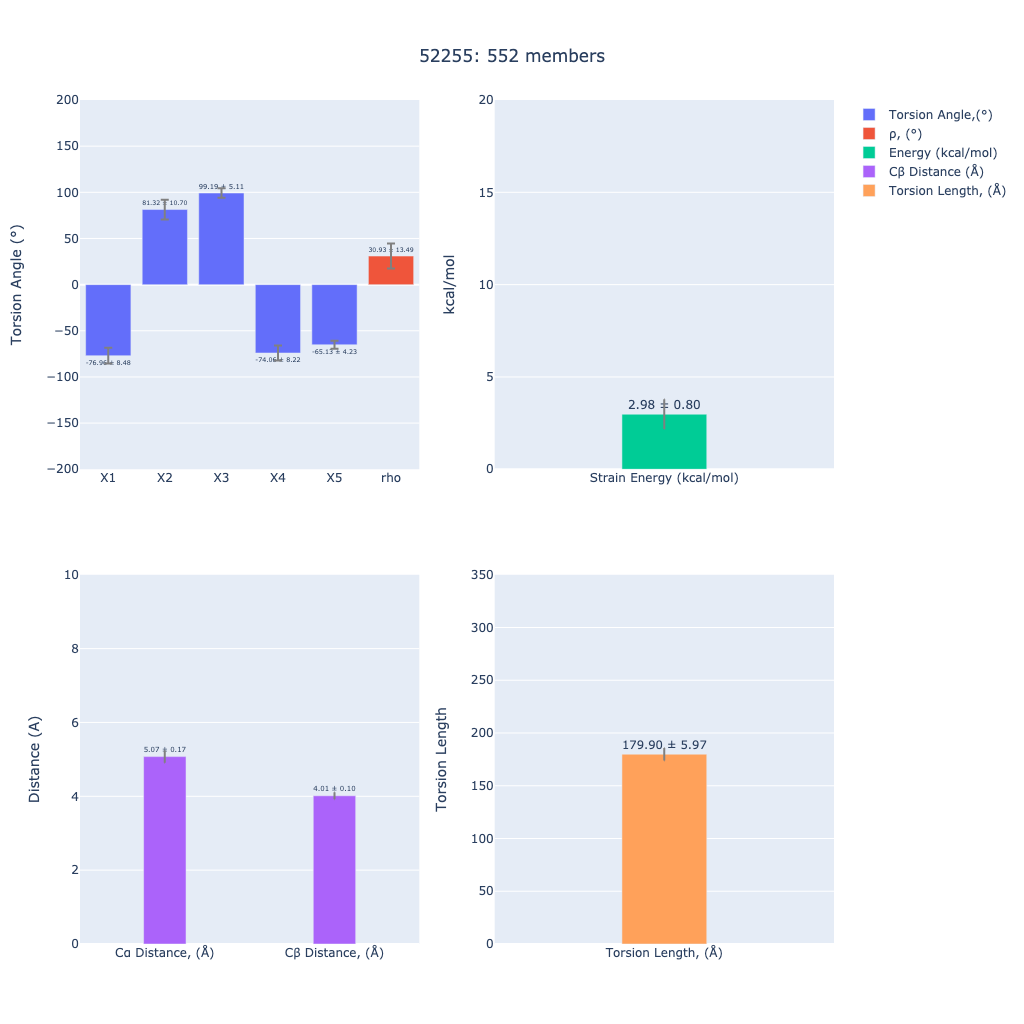 52255: 552 members
Torsion Angle (°)
200
150
100
50
0
−50
−100
−150
−200
-76.96 ± 8.48
81.32 ± 10.70
99.19 ± 5.11
-74.06 ± 8.22
-65.13 ± 4.23
30.93 ± 13.49
X1 X2 X3 X4 X5 rho
kcal/mol
20
15
10
5
0
2.98 ± 0.80
Strain Energy (kcal/mol)
Torsion Angle,(°)
ρ, (°)
Energy (kcal/mol)
Cβ Distance (Å)
Torsion Length, (Å)
Distance (A)
10
8
6
4
2
0
5.07 ± 0.17
4.01 ± 0.10
Cα Distance, (Å) Cβ Distance, (Å)
Torsion Length
350
300
250
200
150
100
50
0
179.90 ± 5.97
Torsion Length, (Å)